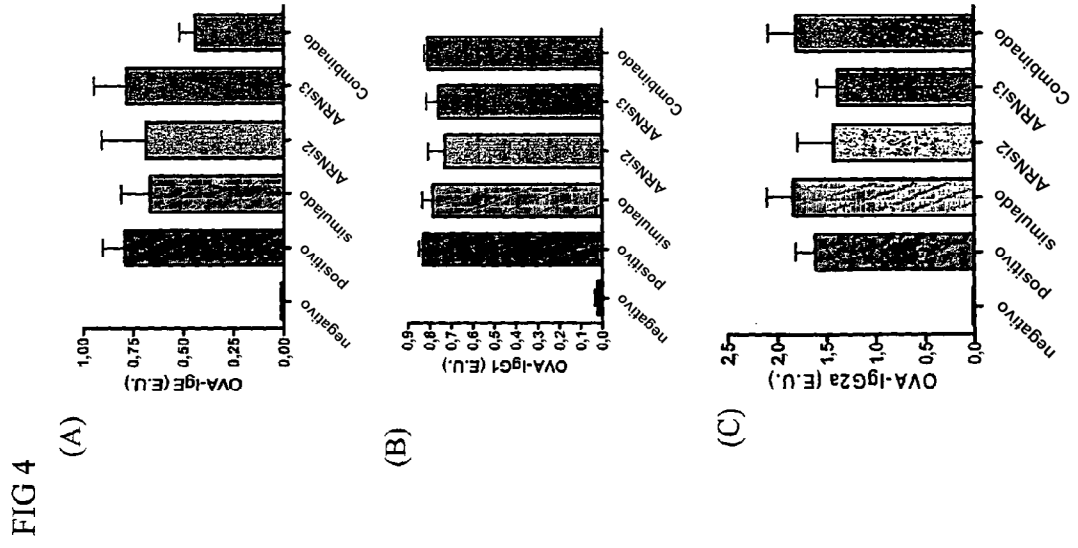 FIG 4
(A)
OVA-IgE (E.U.)
1,00
0,75
0,50
0,25
0,00
negativo
positivo
simulado
ARNsi2
ARNsi3
Combinado
(B)
OVA-IgG1 (E.U.)
0,9
0,8
0,7
0,6
0,5
0,4
0,3
0,2
0,1
0,0
negativo
positivo
simulado
ARNsi2
ARNsi3
Combinado
(C)
OVA-IgG2a (E.U.)
2,5
2,0
1,5
1,0
0,5
0,0
negativo
positivo
simulado
ARNsi2
ARNsi3
Combinado